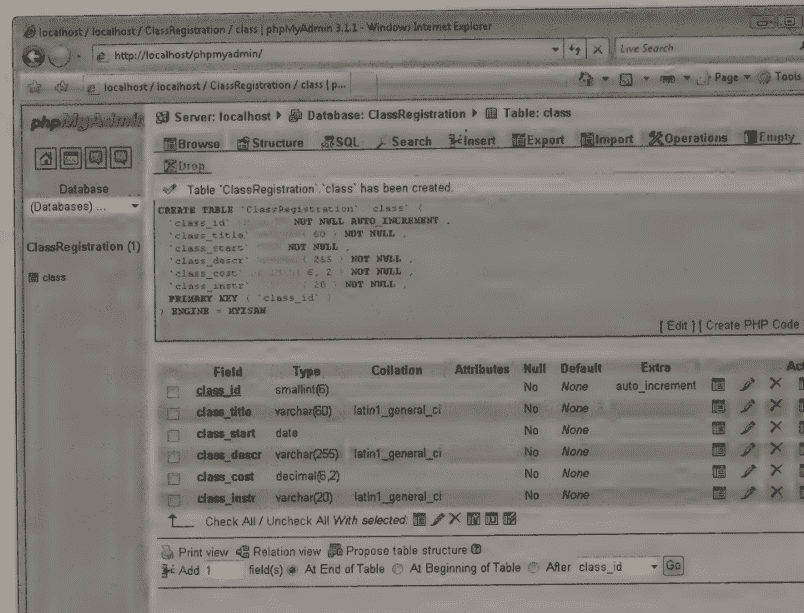 localhost / localhost / ClassRegistration / class | phpMyAdmin 3.1.1 - Windows Internet Explorer
http://localhost/phpmyadmin/
Live Search
localhost / localhost / ClassRegistration / class | p...
Page
Tools
phpMyAdmin
Server: localhost
Database: ClassRegistration
Table: class
Browse Structure SQL Search Insert Export Import Operations Empty
Drop
Database
(Databases) ...
ClassRegistration (1)
class
Table `ClassRegistration`.`class` has been created.
CREATE TABLE `ClassRegistration` `class` (
`class_id` NOT NULL AUTO_INCREMENT ,
`class_title` ( 60 ) NOT NULL ,
`class_start` NOT NULL ,
`class_descr` ( 255 ) NOT NULL ,
`class_cost` 6, 2 ) NOT NULL ,
`class_instr` ( 20 ) NOT NULL ,
PRIMARY KEY ( `class_id` )
) ENGINE = MYISAM
[ Edit ] [ Create PHP Code
Field Type Collation Attributes Null Default Extra
class_id smallint(6) No None auto_increment
class_title varchar(60) latin1_general_ci No None
class_start date No None
class_descr varchar(255) latin1_general_ci No None
class_cost decimal(6,2) No None
class_instr varchar(20) latin1_general_ci No None
Check All / Uncheck All With selected:
Print view Relation view Propose table structure
Add 1 field(s) At End of Table At Beginning of Table After class_id Go